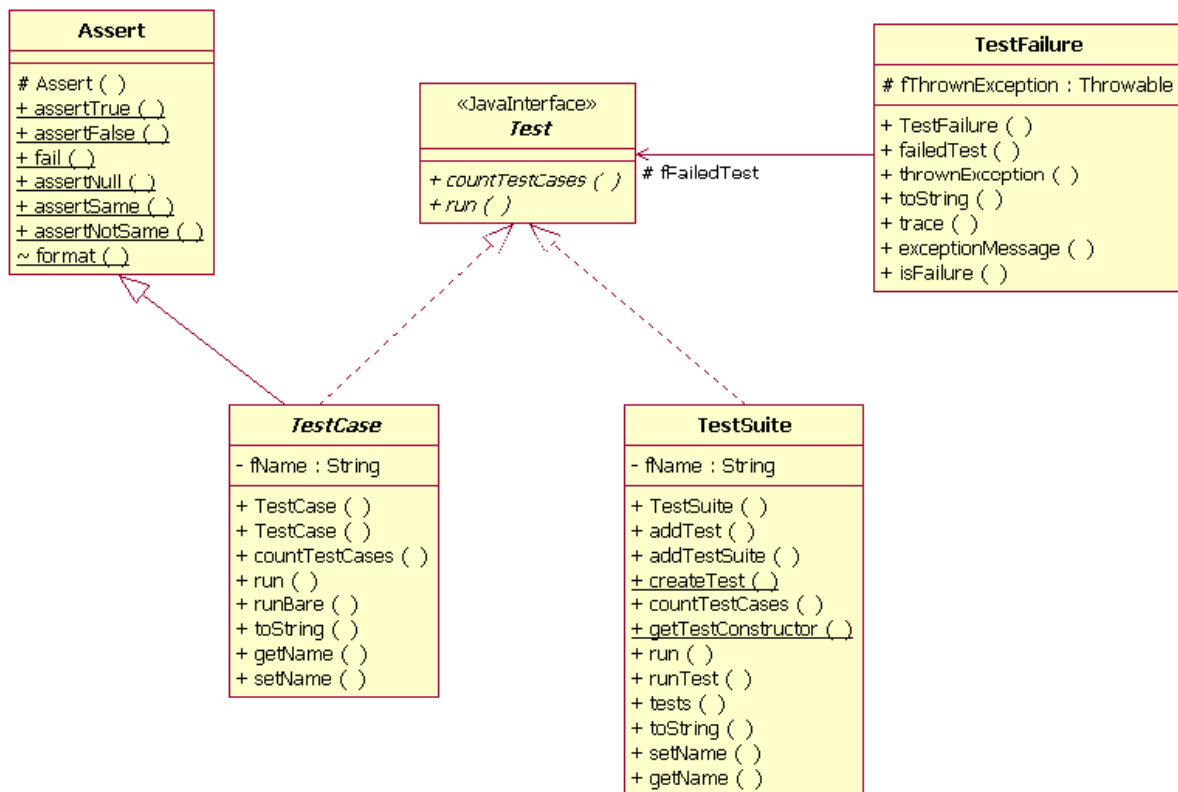 Assert
# Assert ( )
+ assertTrue ( )
+ assertFalse ( )
+ fail ( )
+ assertNull ( )
+ assertSame ( )
+ assertNotSame ( )
~ format ( )
«JavaInterface»
Test
+ countTestCases ( )
+ run ( )
# fFailedTest
TestFailure
# fThrownException : Throwable
+ TestFailure ( )
+ failedTest ( )
+ thrownException ( )
+ toString ( )
+ trace ( )
+ exceptionMessage ( )
+ isFailure ( )
TestCase
- fName : String
+ TestCase ( )
+ TestCase ( )
+ countTestCases ( )
+ run ( )
+ runBare ( )
+ toString ( )
+ getName ( )
+ setName ( )
TestSuite
- fName : String
+ TestSuite ( )
+ addTest ( )
+ addTestSuite ( )
+ createTest ( )
+ countTestCases ( )
+ getTestConstructor ( )
+ run ( )
+ runTest ( )
+ tests ( )
+ toString ( )
+ setName ( )
+ getName ( )